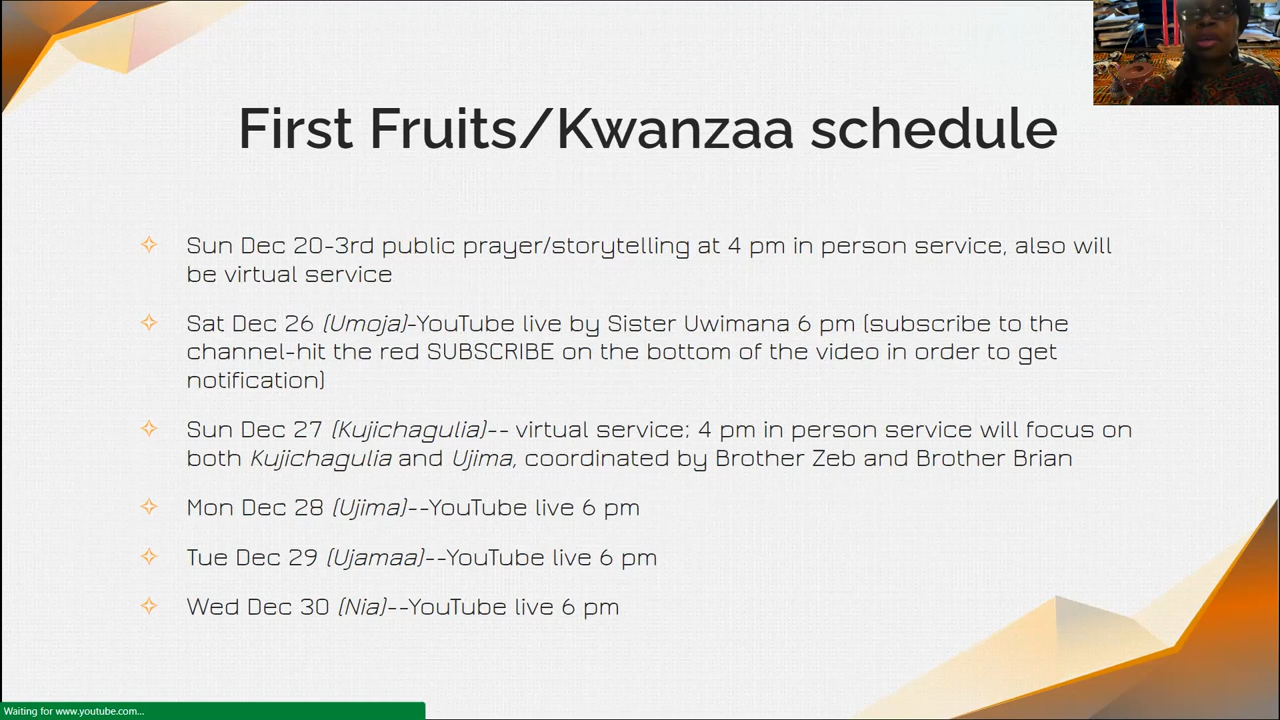 First Fruits/Kwanzaa schedule
Sun Dec 20-3rd public prayer/storytelling at 4 pm in person service, also will
be virtual service
Sat Dec 26 (Umoja)-YouTube live by Sister Uwimana 6 pm (subscribe to the
channel-hit the red SUBSCRIBE on the bottom of the video in order to get
notification)
Sun Dec 27 (Kujichagulia)-- virtual service; 4 pm in person service will focus on
both Kujichagulia and Ujima, coordinated by Brother Zeb and Brother Brian
Mon Dec 28 (Ujima)--YouTube live 6 pm
Tue Dec 29 (Ujamaa)--YouTube live 6 pm
Wed Dec 30 (Nia)--YouTube live 6 pm
Waiting for www.youtube.com...